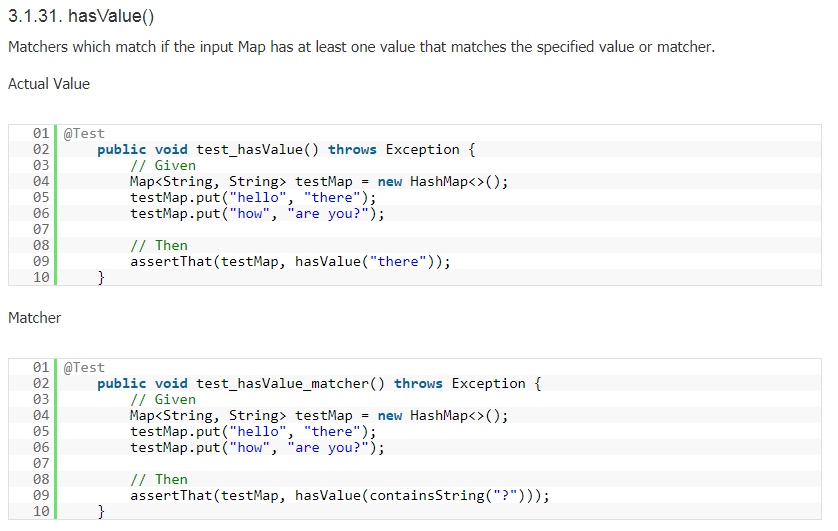 3.1.31. hasValue()
Matchers which match if the input Map has at least one value that matches the specified value or matcher.
Actual Value
01 @Test
02     public void test_hasValue() throws Exception {
03         // Given
04         Map<String, String> testMap = new HashMap<>();
05         testMap.put("hello", "there");
06         testMap.put("how", "are you?");
07
08         // Then
09         assertThat(testMap, hasValue("there"));
10     }
Matcher
01 @Test
02     public void test_hasValue_matcher() throws Exception {
03         // Given
04         Map<String, String> testMap = new HashMap<>();
05         testMap.put("hello", "there");
06         testMap.put("how", "are you?");
07
08         // Then
09         assertThat(testMap, hasValue(containsString("?")));
10     }